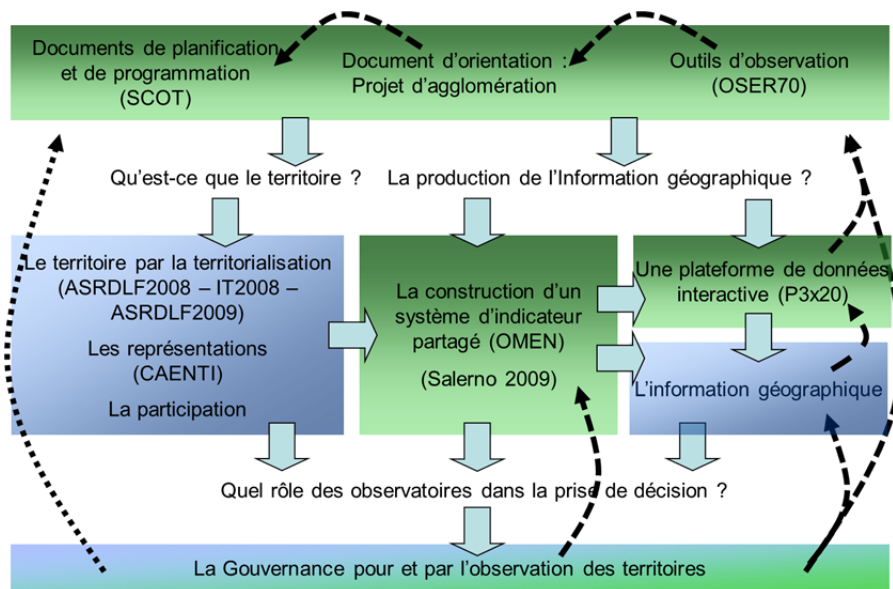 Documents de planification
et de programmation
(SCOT)
Document d'orientation :
Projet d'agglomération
Outils d'observation
(OSER70)
Qu'est-ce que le territoire ?
La production de l'Information géographique ?
Le territoire par la territorialisation
(ASRDLF2008 – IT2008 –
ASRDLF2009)
Les représentations
(CAENTI)
La participation
La construction d'un
système d'indicateur
partagé (OMEN)
(Salerno 2009)
Une plateforme de données
interactive (P3x20)
L'information géographique
Quel rôle des observatoires dans la prise de décision ?
La Gouvernance pour et par l'observation des territoires